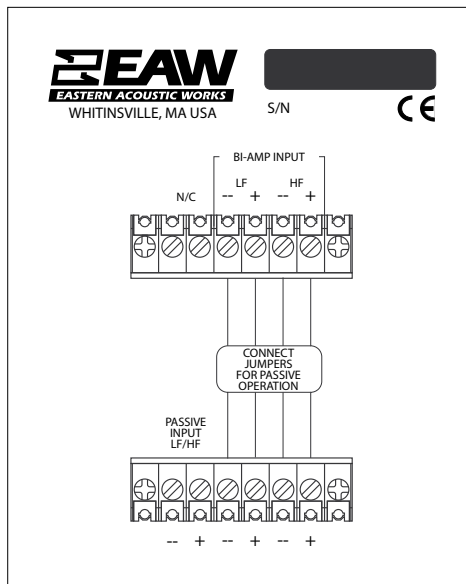 EAW
EASTERN ACOUSTIC WORKS
WHITINSVILLE, MA USA
S/N
CE
BI-AMP INPUT
LF HF
N/C -- + -- +
CONNECT
JUMPERS
FOR PASSIVE
OPERATION
PASSIVE
INPUT
LF/HF
-- + -- + -- +